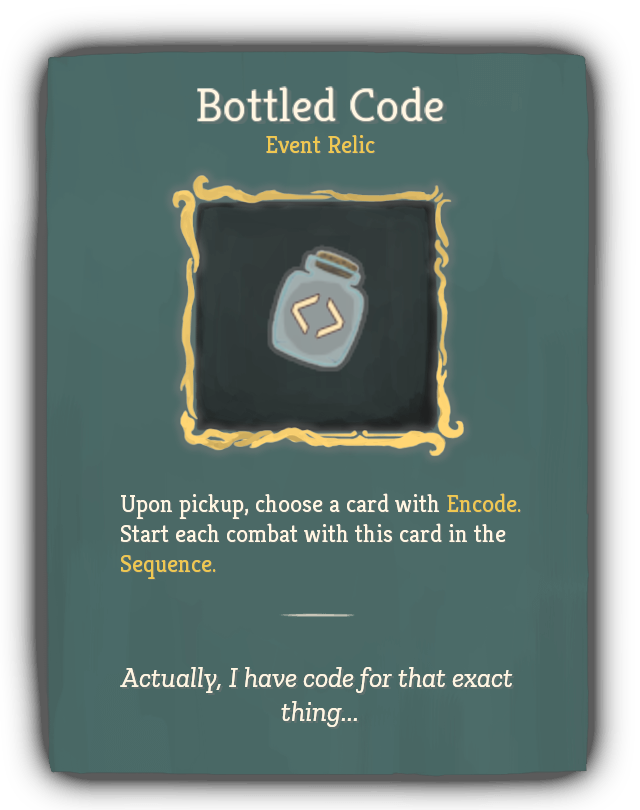 Bottled Code
Event Relic
< >
Upon pickup, choose a card with Encode.
Start each combat with this card in the
Sequence.
Actually, I have code for that exact
thing...